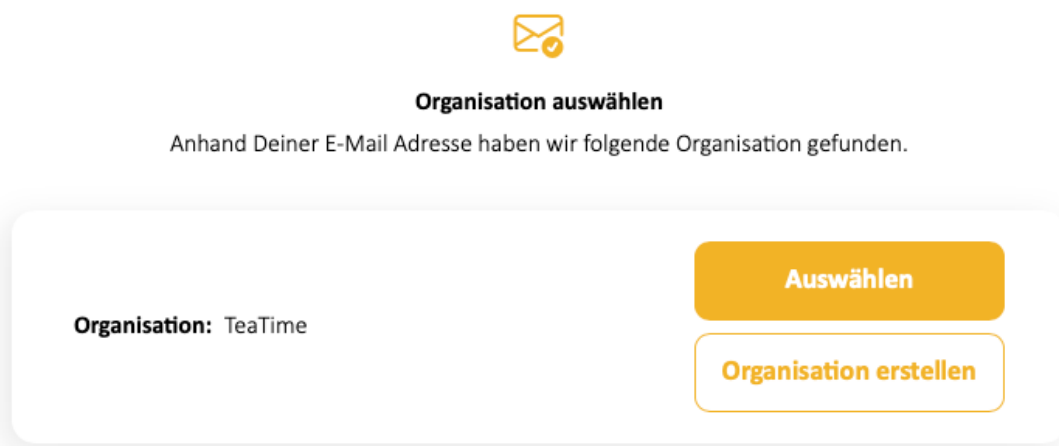 Organisation auswählen
Anhand Deiner E-Mail Adresse haben wir folgende Organisation gefunden.
Auswählen
Organisation: TeaTime
Organisation erstellen